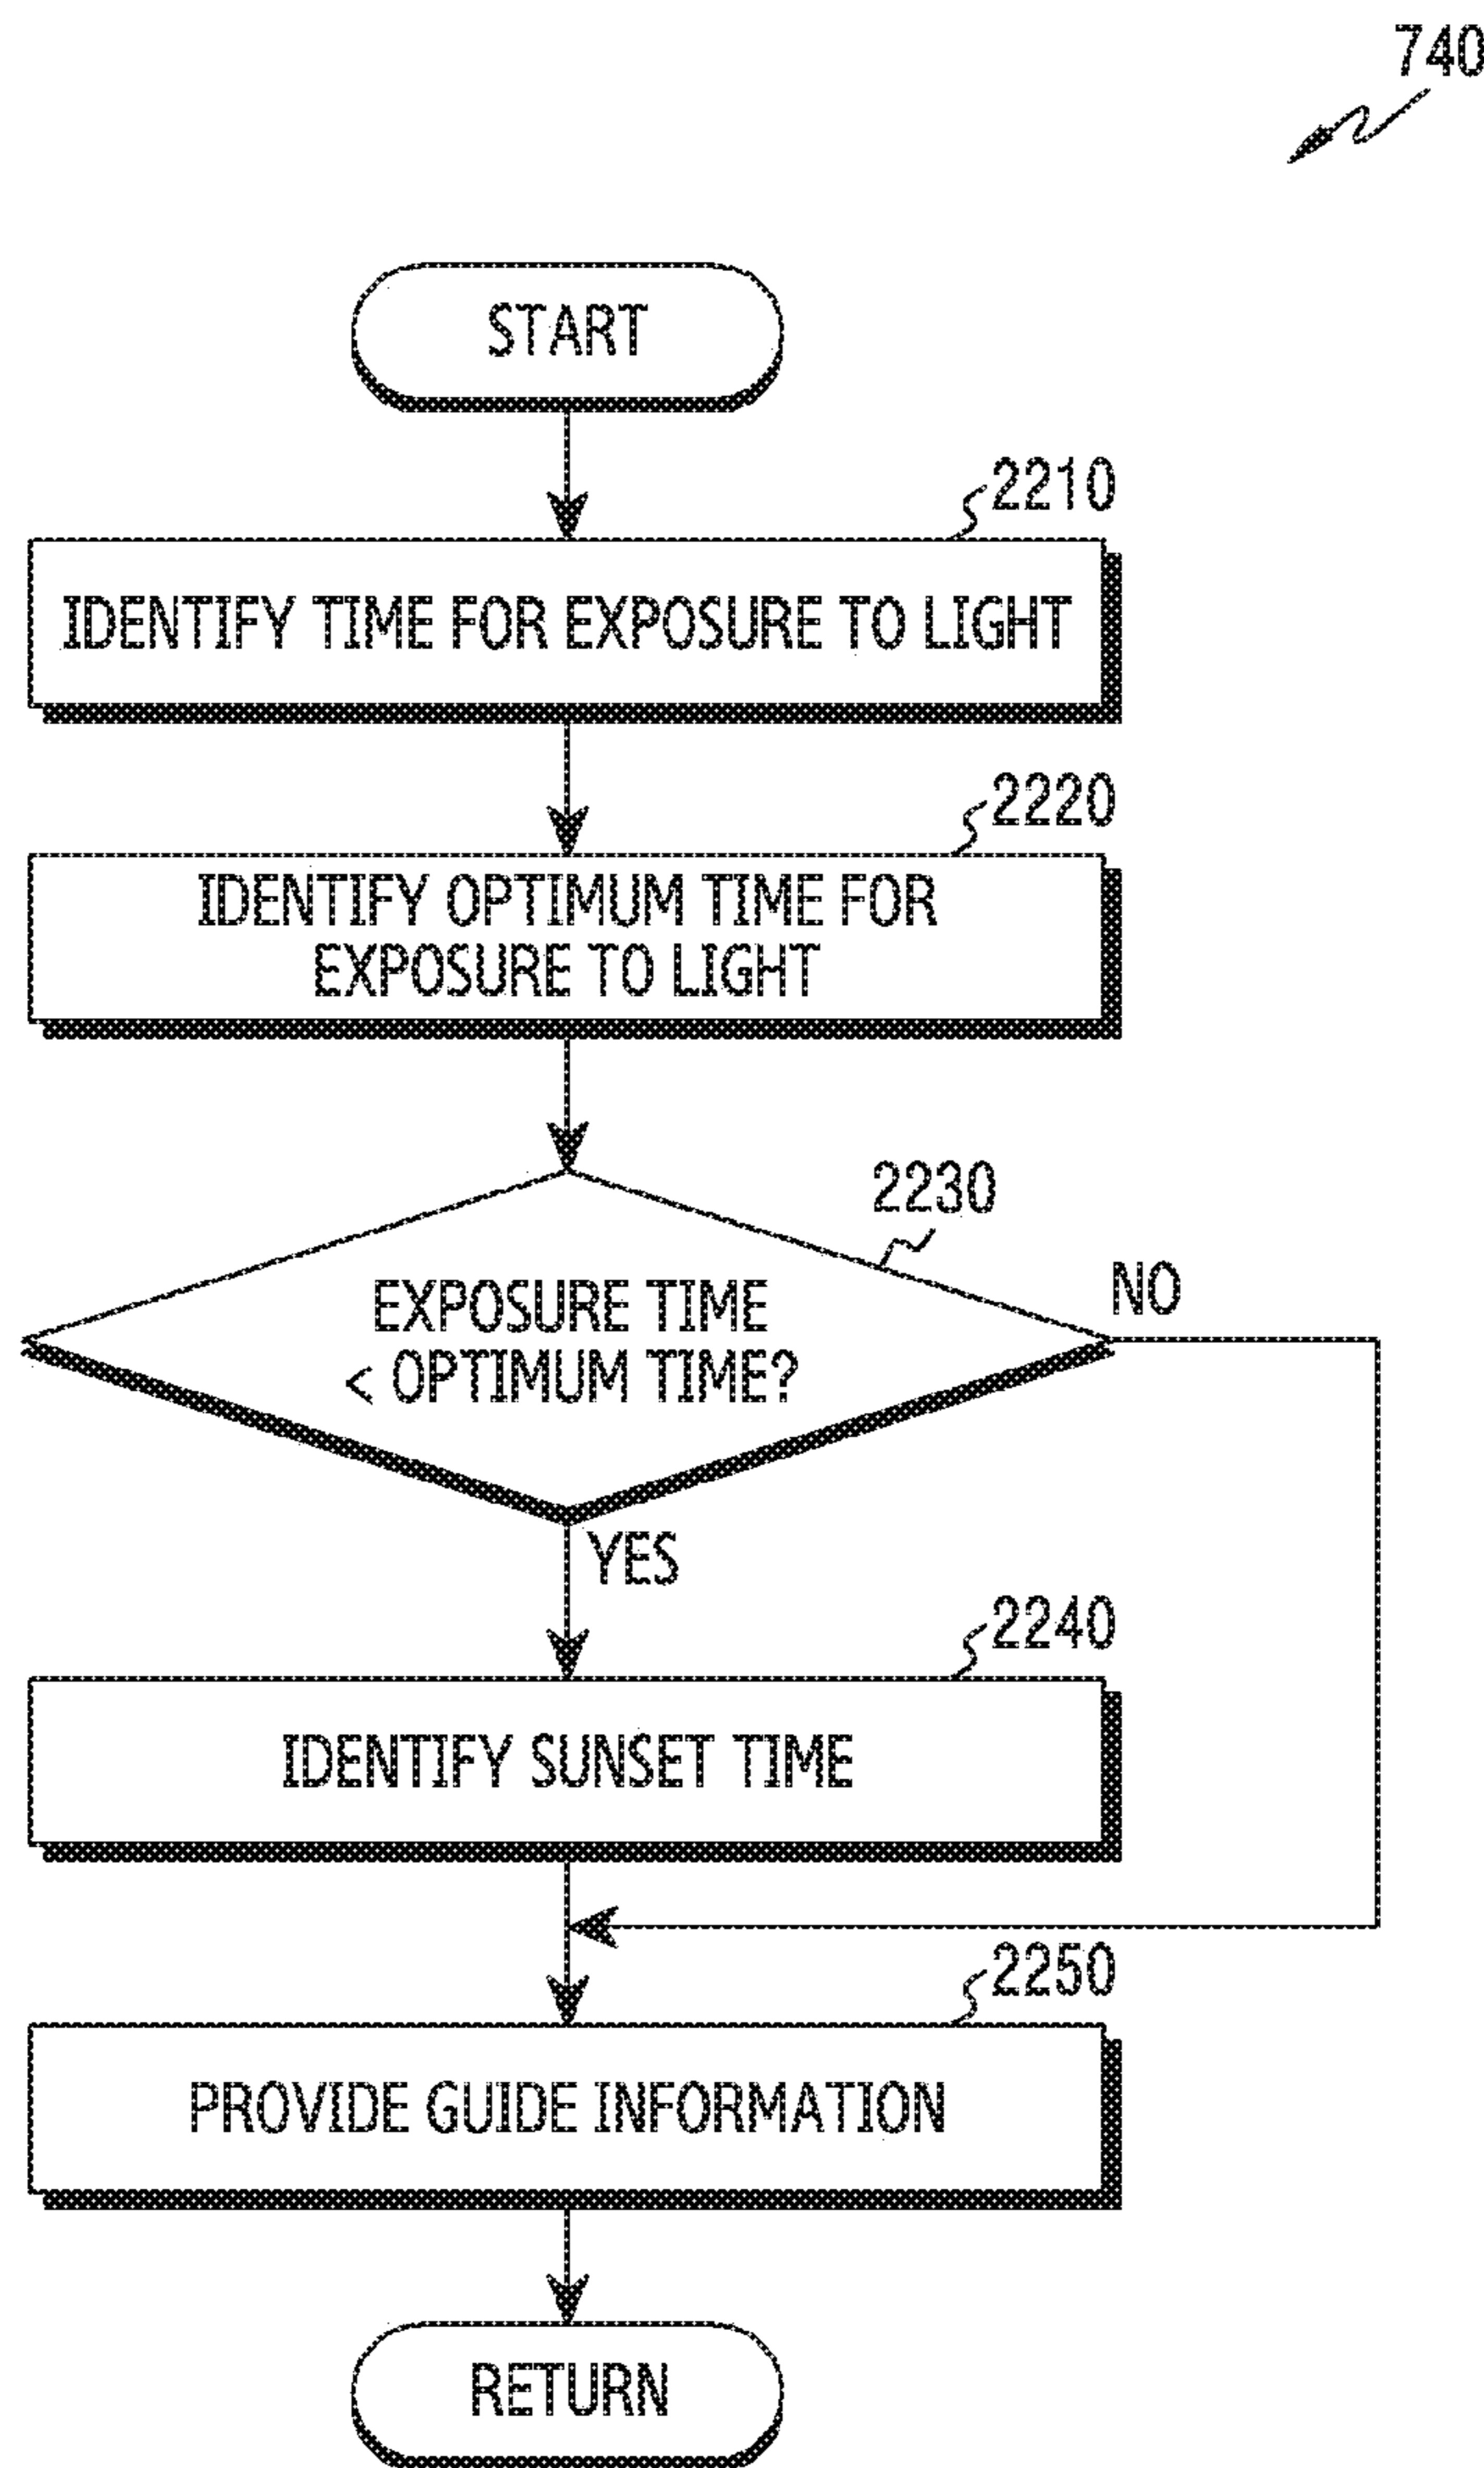 740
START
2210
IDENTIFY TIME FOR EXPOSURE TO LIGHT
2220
IDENTIFY OPTIMUM TIME FOR
EXPOSURE TO LIGHT
2230
EXPOSURE TIME
< OPTIMUM TIME?
NO
YES
2240
IDENTIFY SUNSET TIME
2250
PROVIDE GUIDE INFORMATION
RETURN